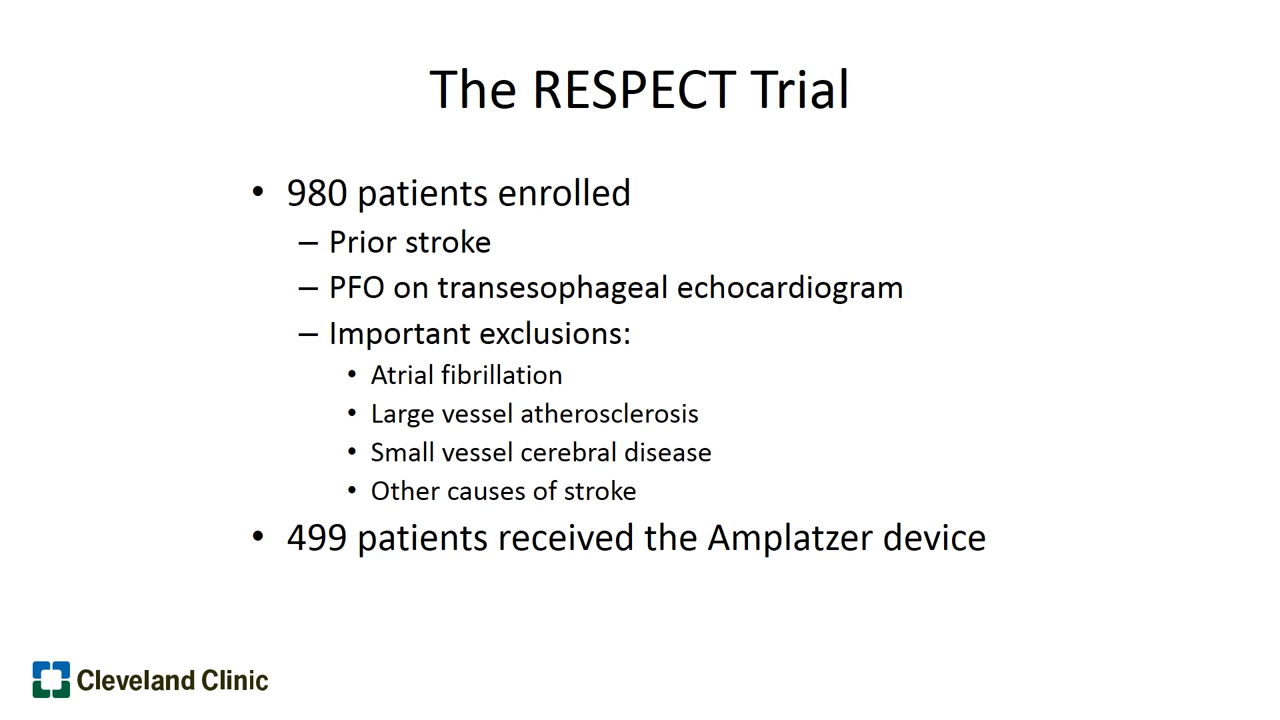 The RESPECT Trial
• 980 patients enrolled
– Prior stroke
– PFO on transesophageal echocardiogram
– Important exclusions:
• Atrial fibrillation
• Large vessel atherosclerosis
• Small vessel cerebral disease
• Other causes of stroke
• 499 patients received the Amplatzer device
Cleveland Clinic